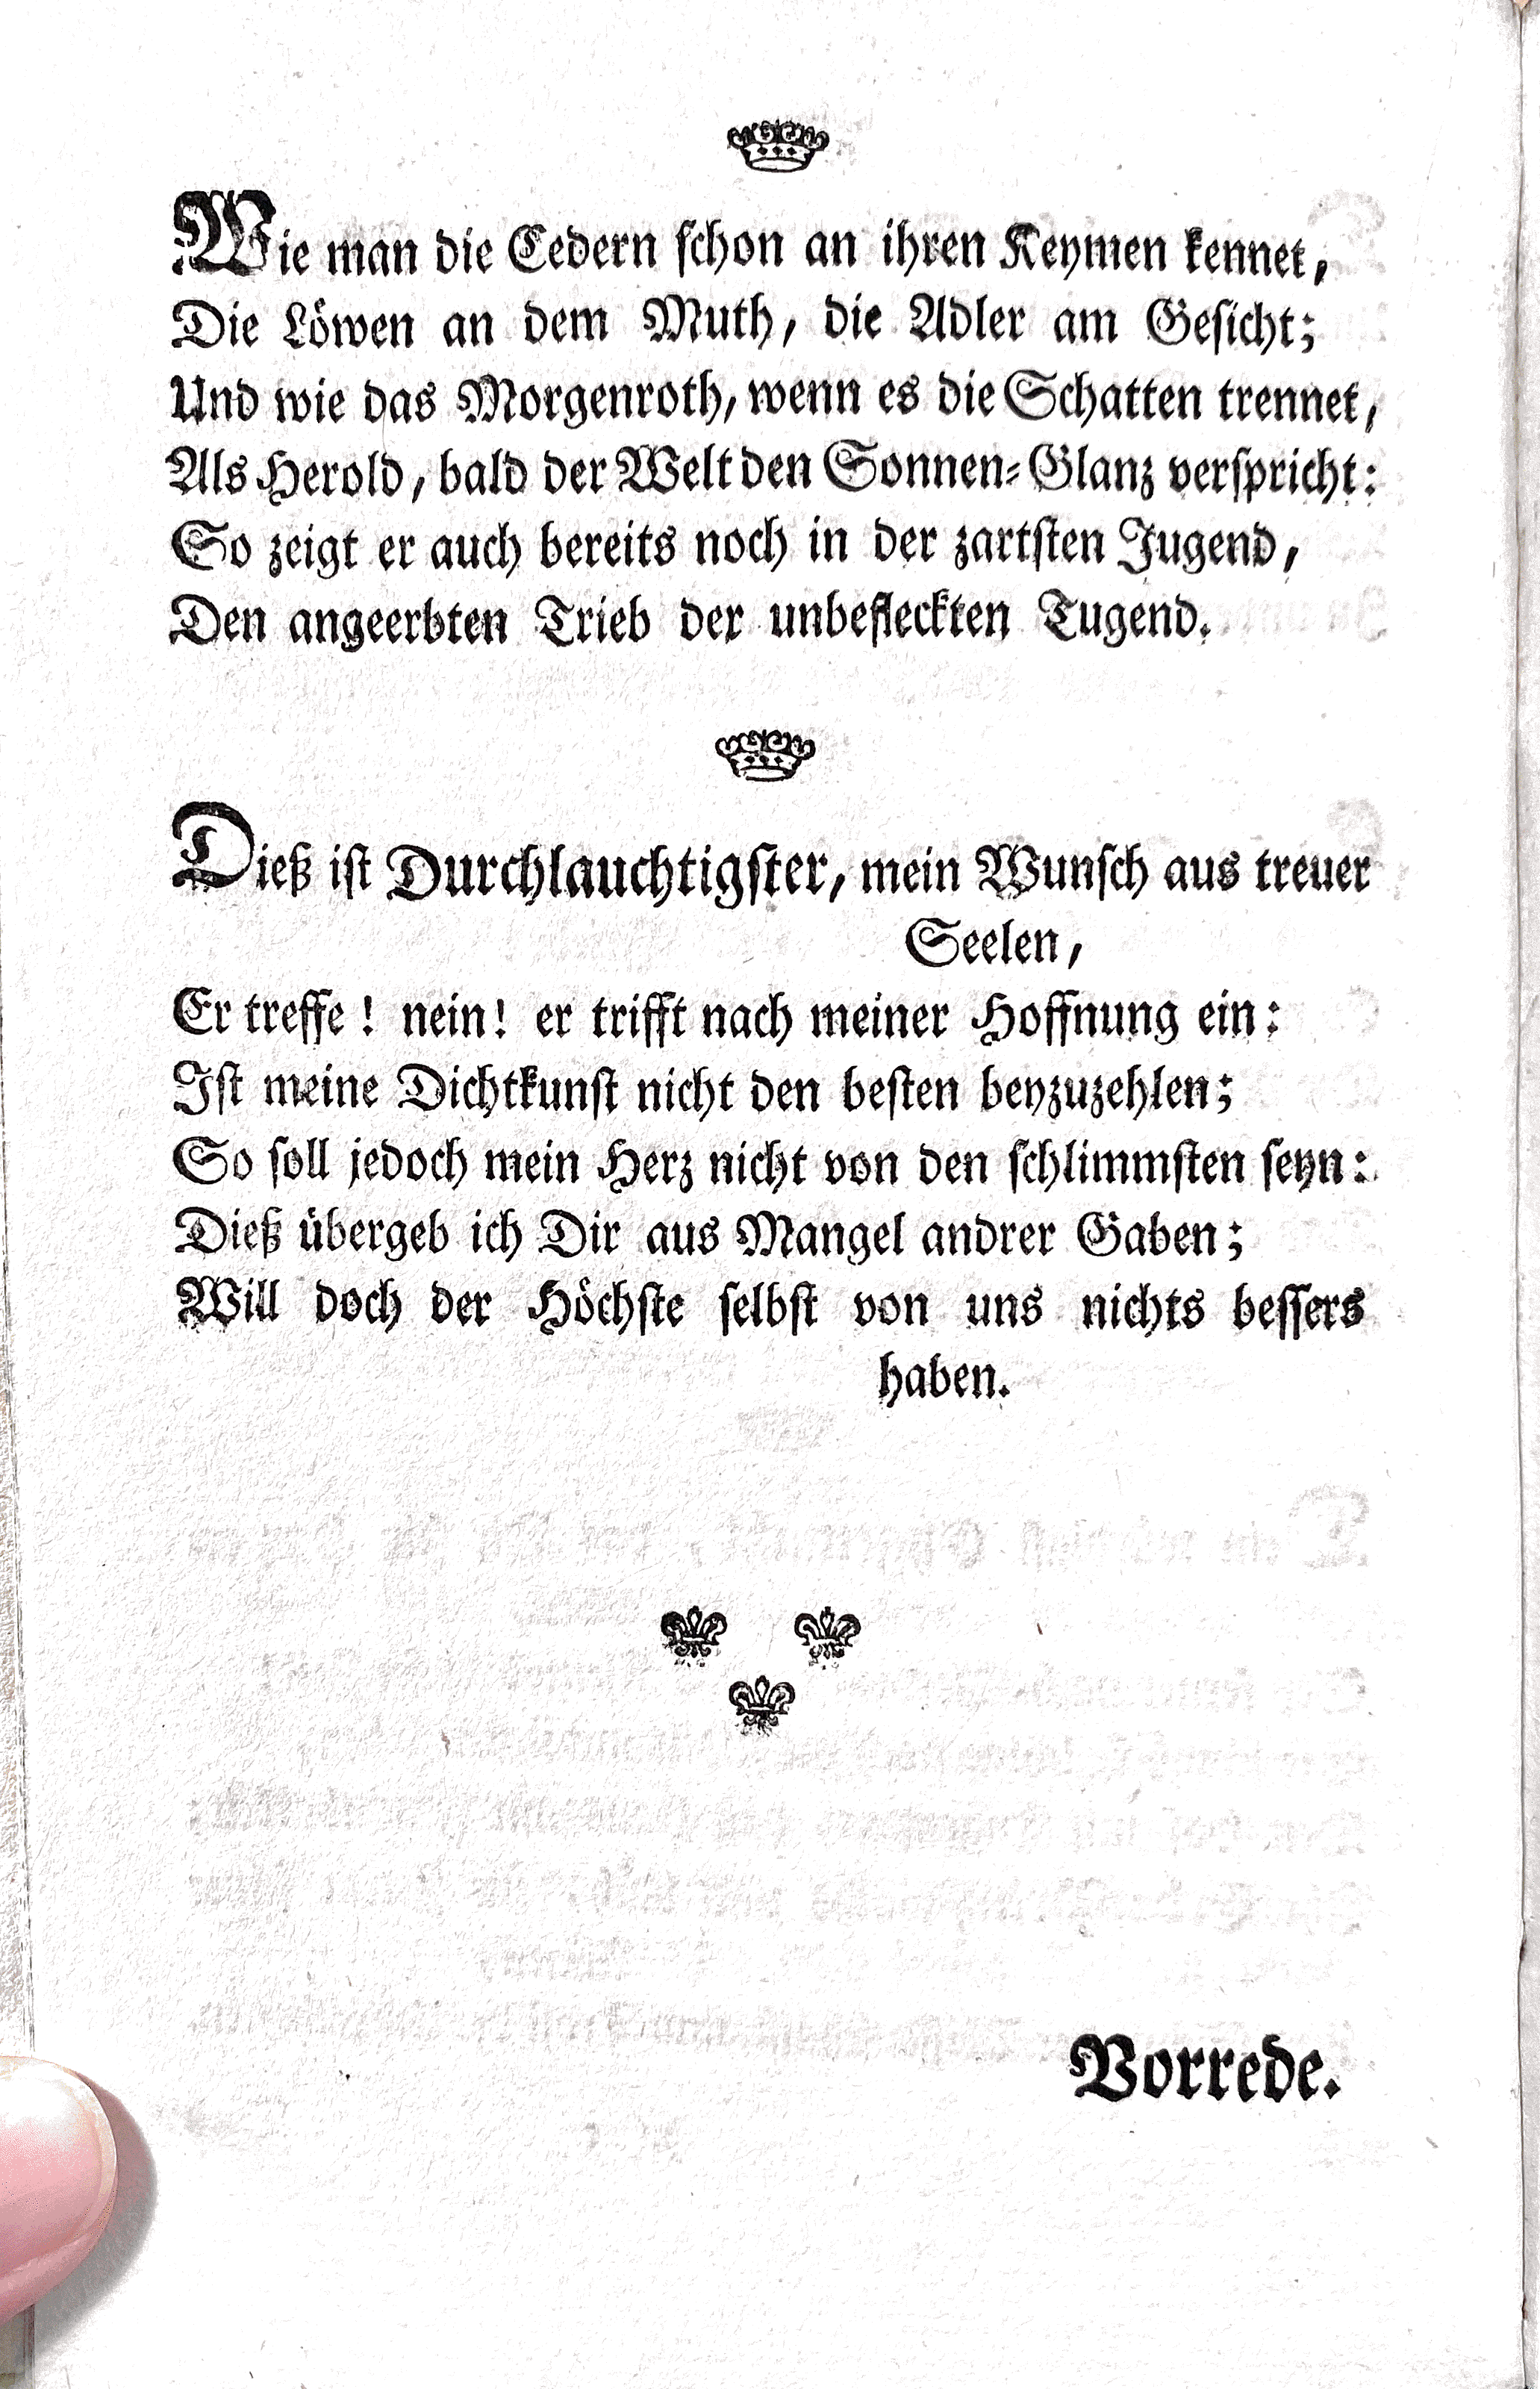 Wie man die Cedern schon an ihren Keymen kennet,
Die Löwen an dem Muth, die Adler am Gesicht;
Und wie das Morgenroth, wenn es die Schatten trennet,
Als Herold, bald der Welt den Sonnen-Glanz verspricht:
So zeigt er auch bereits noch in der zartsten Jugend,
Den angeerbten Trieb der unbefleckten Tugend.
Dieß ist Durchlauchtigster, mein Wunsch aus treuer
Seelen,
Er treffe! nein! er trifft nach meiner Hoffnung ein:
Ist meine Dichtkunst nicht den besten beyzuzehlen;
So soll jedoch mein Herz nicht von den schlimmsten seyn:
Dieß übergeb ich Dir aus Mangel andrer Gaben;
Will doch der Höchste selbst von uns nichts bessers
haben.
Vorrede.